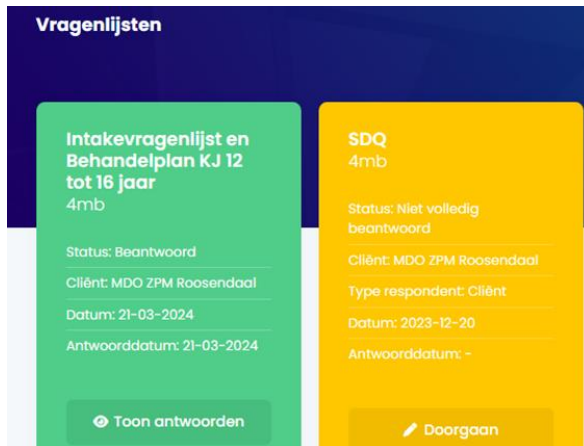 Vragenlijsten
Intakevragenlijst en
Behandelplan KJ 12
tot 16 jaar
4mb
Status: Beantwoord
Cliënt: MDO ZPM Roosendaal
Datum: 21-03-2024
Antwoorddatum: 21-03-2024
Toon antwoorden
SDQ
4mb
Status: Niet volledig
beantwoord
Cliënt: MDO ZPM Roosendaal
Type respondent: Cliënt
Datum: 2023-12-20
Antwoorddatum: -
Doorgaan